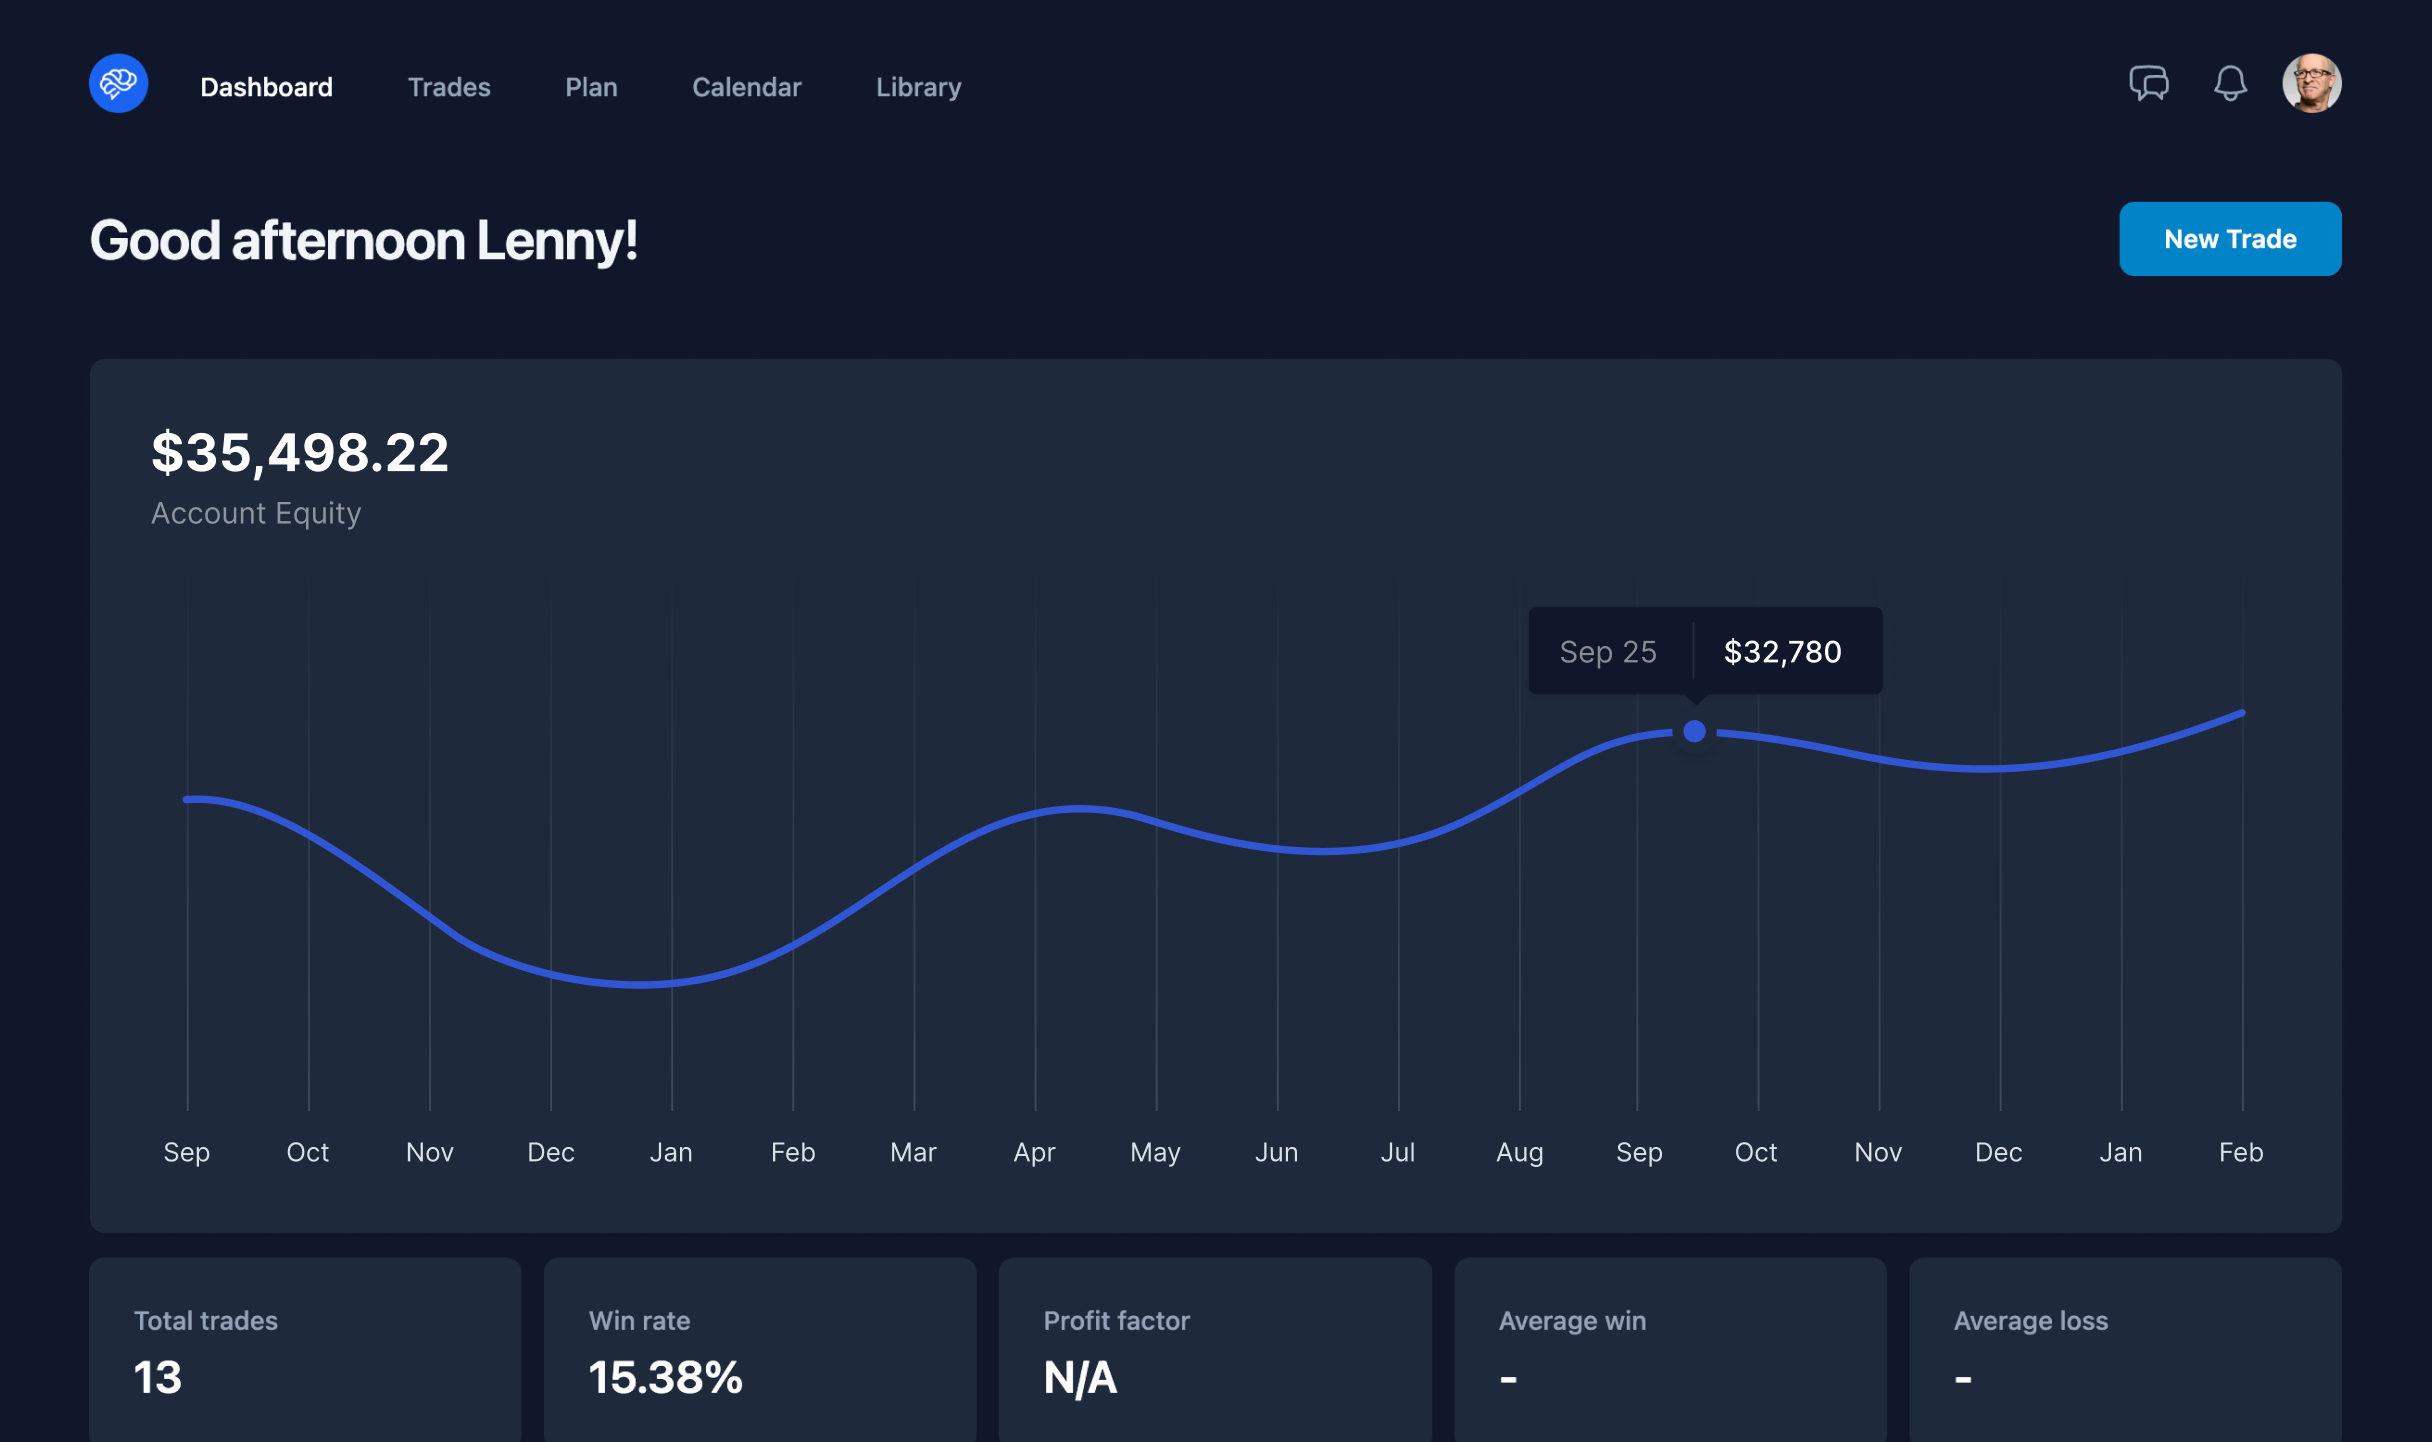 Dashboard Trades Plan Calendar Library
Good afternoon Lenny!
New Trade
$35,498.22
Account Equity
Sep 25 $32,780
Sep Oct Nov Dec Jan Feb Mar Apr May Jun Jul Aug Sep Oct Nov Dec Jan Feb
Total trades
13
Win rate
15.38%
Profit factor
N/A
Average win
-
Average loss
-